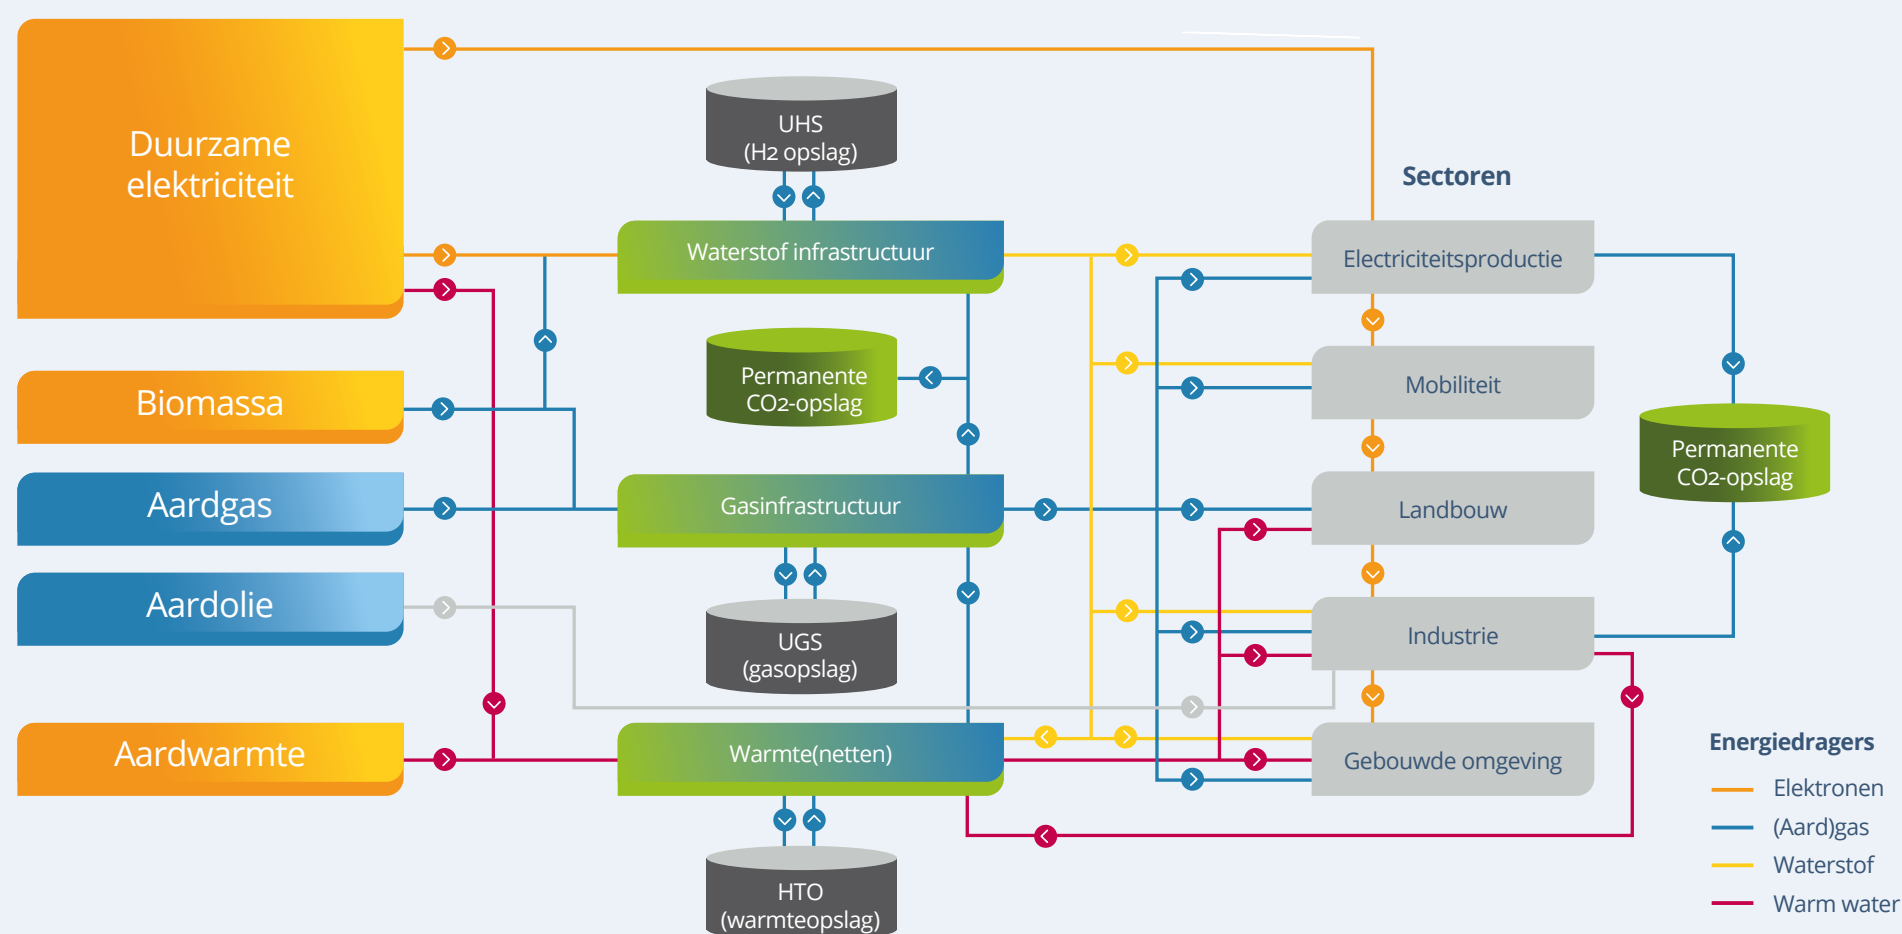 Duurzame
elektriciteit
Biomassa
Aardgas
Aardolie
Aardwarmte
UHS
(H2 opslag)
Waterstof infrastructuur
Permanente
CO2-opslag
Gasinfrastructuur
UGS
(gasopslag)
Warmte(netten)
HTO
(warmteopslag)
Sectoren
Electriciteitsproductie
Mobiliteit
Landbouw
Industrie
Gebouwde omgeving
Permanente
CO2-opslag
Energiedragers
Elektronen
(Aard)gas
Waterstof
Warm water